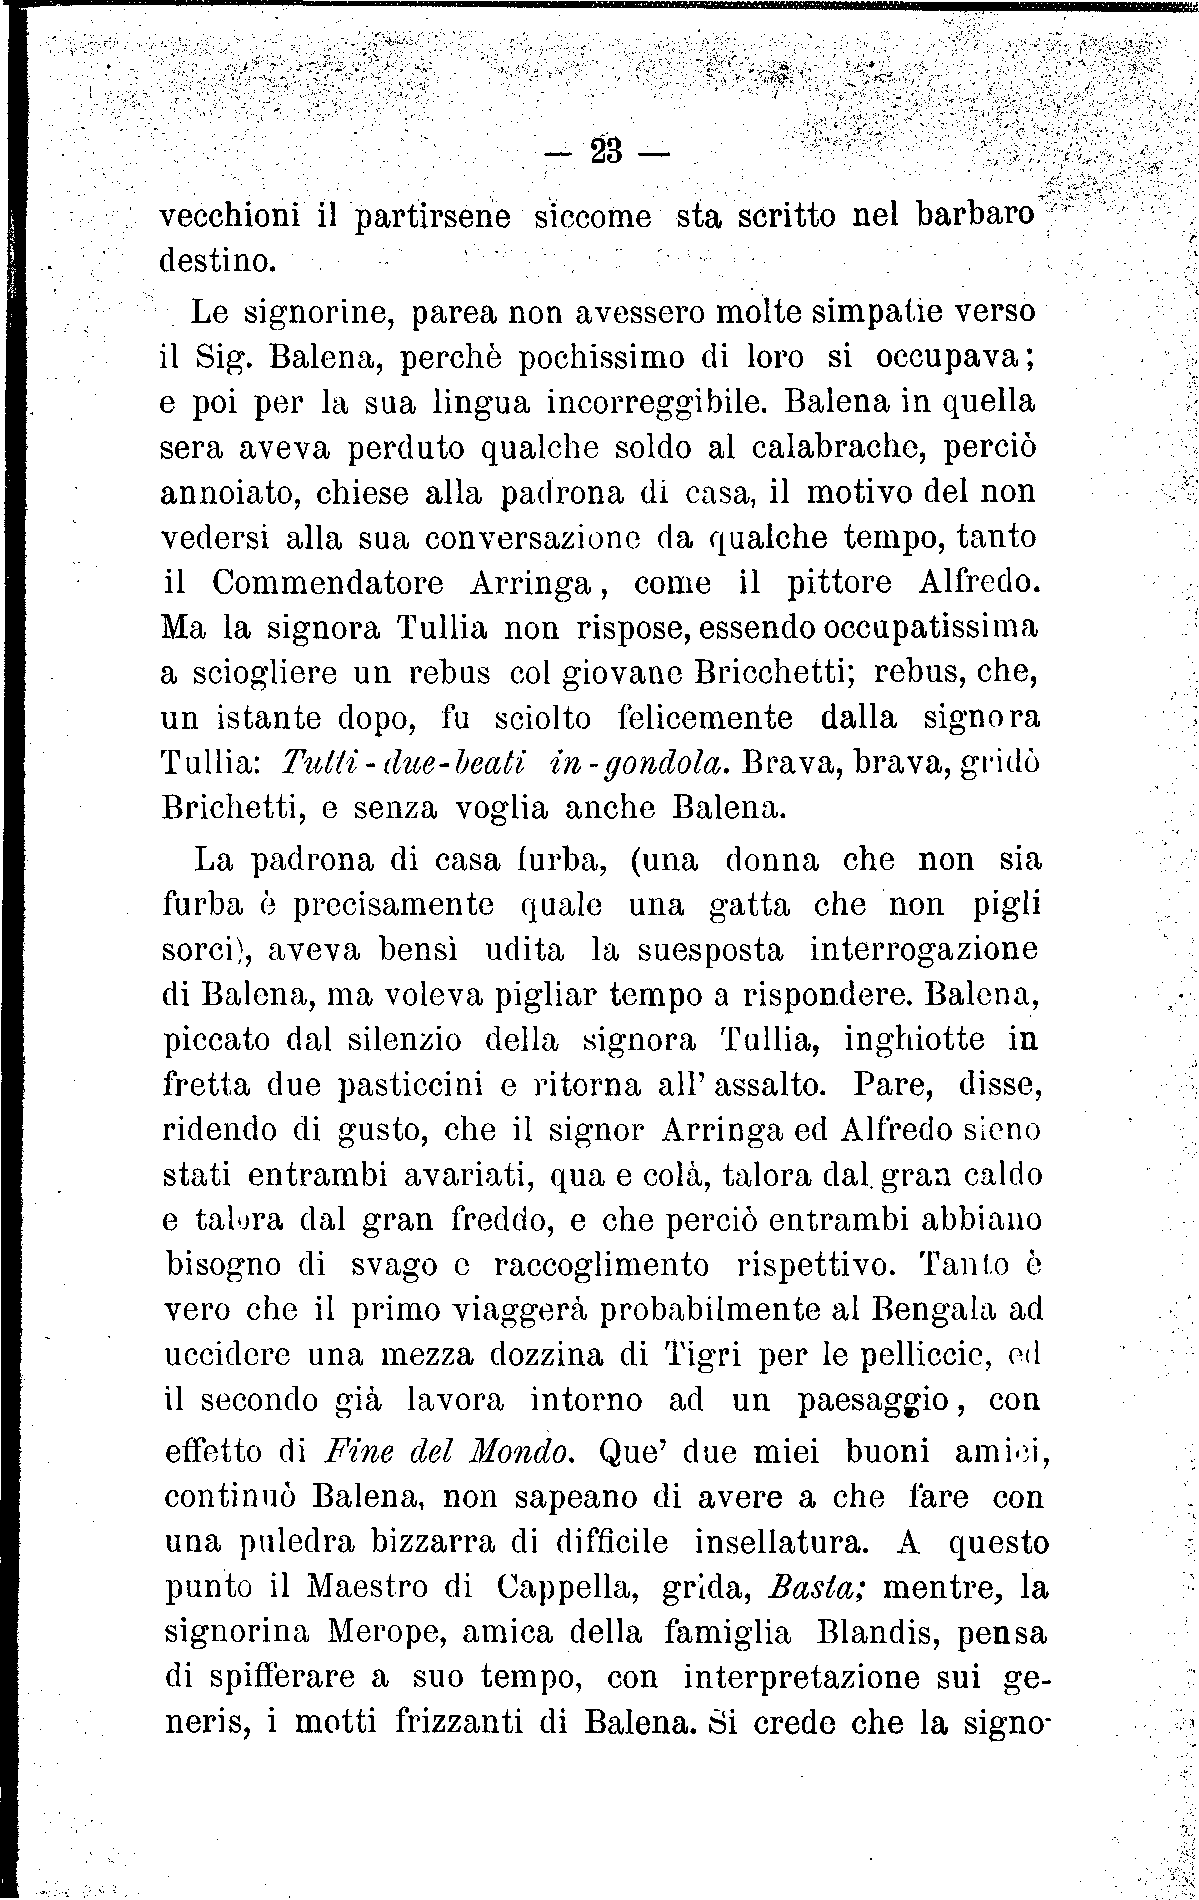 — 23 —
vecchioni il partirsene siccome sta scritto nel barbaro
destino.
Le signorine, parea non avessero molte simpatie verso
il Sig. Balena, perchè pochissimo di loro si occupava;
e poi per la sua lingua incorreggibile. Balena in quella
sera aveva perduto qualche soldo al calabrache, perciò
annoiato, chiese alla padrona di casa, il motivo del non
vedersi alla sua conversazione da qualche tempo, tanto
il Commendatore Arringa, come il pittore Alfredo.
Ma la signora Tullia non rispose, essendo occupatissima
a sciogliere un rebus col giovane Bricchetti; rebus, che,
un istante dopo, fu sciolto felicemente dalla signora
Tullia: Tutti-due-beati in-gondola. Brava, brava, gridò
Brichetti, e senza voglia anche Balena.
La padrona di casa furba, (una donna che non sia
furba è precisamente quale una gatta che non pigli
sorci), aveva bensì udita la suesposta interrogazione
di Balena, ma voleva pigliar tempo a rispondere. Balena,
piccato dal silenzio della signora Tullia, inghiotte in
fretta due pasticcini e ritorna all' assalto. Pare, disse,
ridendo di gusto, che il signor Arringa ed Alfredo sieno
stati entrambi avariati, qua e colà, talora dal gran caldo
e talora dal gran freddo, e che perciò entrambi abbiano
bisogno di svago e raccoglimento rispettivo. Tanto è
vero che il primo viaggerà probabilmente al Bengala ad
uccidere una mezza dozzina di Tigri per le pelliccie, ed
il secondo già lavora intorno ad un paesaggio, con
effetto di Fine del Mondo. Que' due miei buoni amici,
continuò Balena, non sapeano di avere a che fare con
una puledra bizzarra di difficile insellatura. A questo
punto il Maestro di Cappella, grida, Basta; mentre, la
signorina Merope, amica della famiglia Blandis, pensa
di spifferare a suo tempo, con interpretazione sui ge-
neris, i motti frizzanti di Balena. Si crede che la signo-